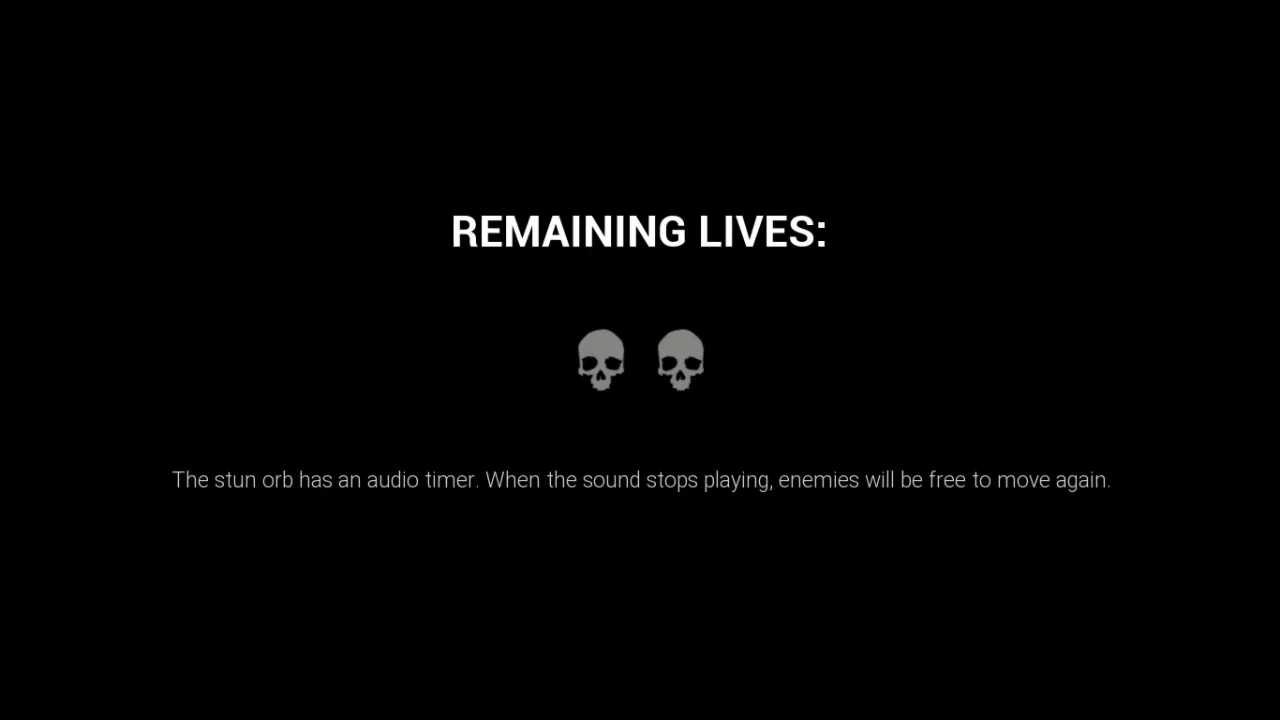 REMAINING LIVES:
The stun orb has an audio timer. When the sound stops playing, enemies will be free to move again.